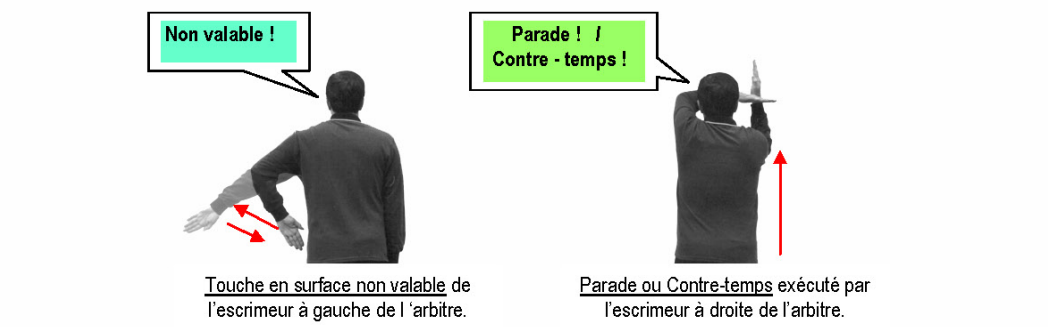 Non valable !
Parade ! /
Contre - temps !
Touche en surface non valable de
l'escrimeur à gauche de l ‘arbitre.
Parade ou Contre-temps exécuté par
l’escrimeur à droite de l’arbitre.